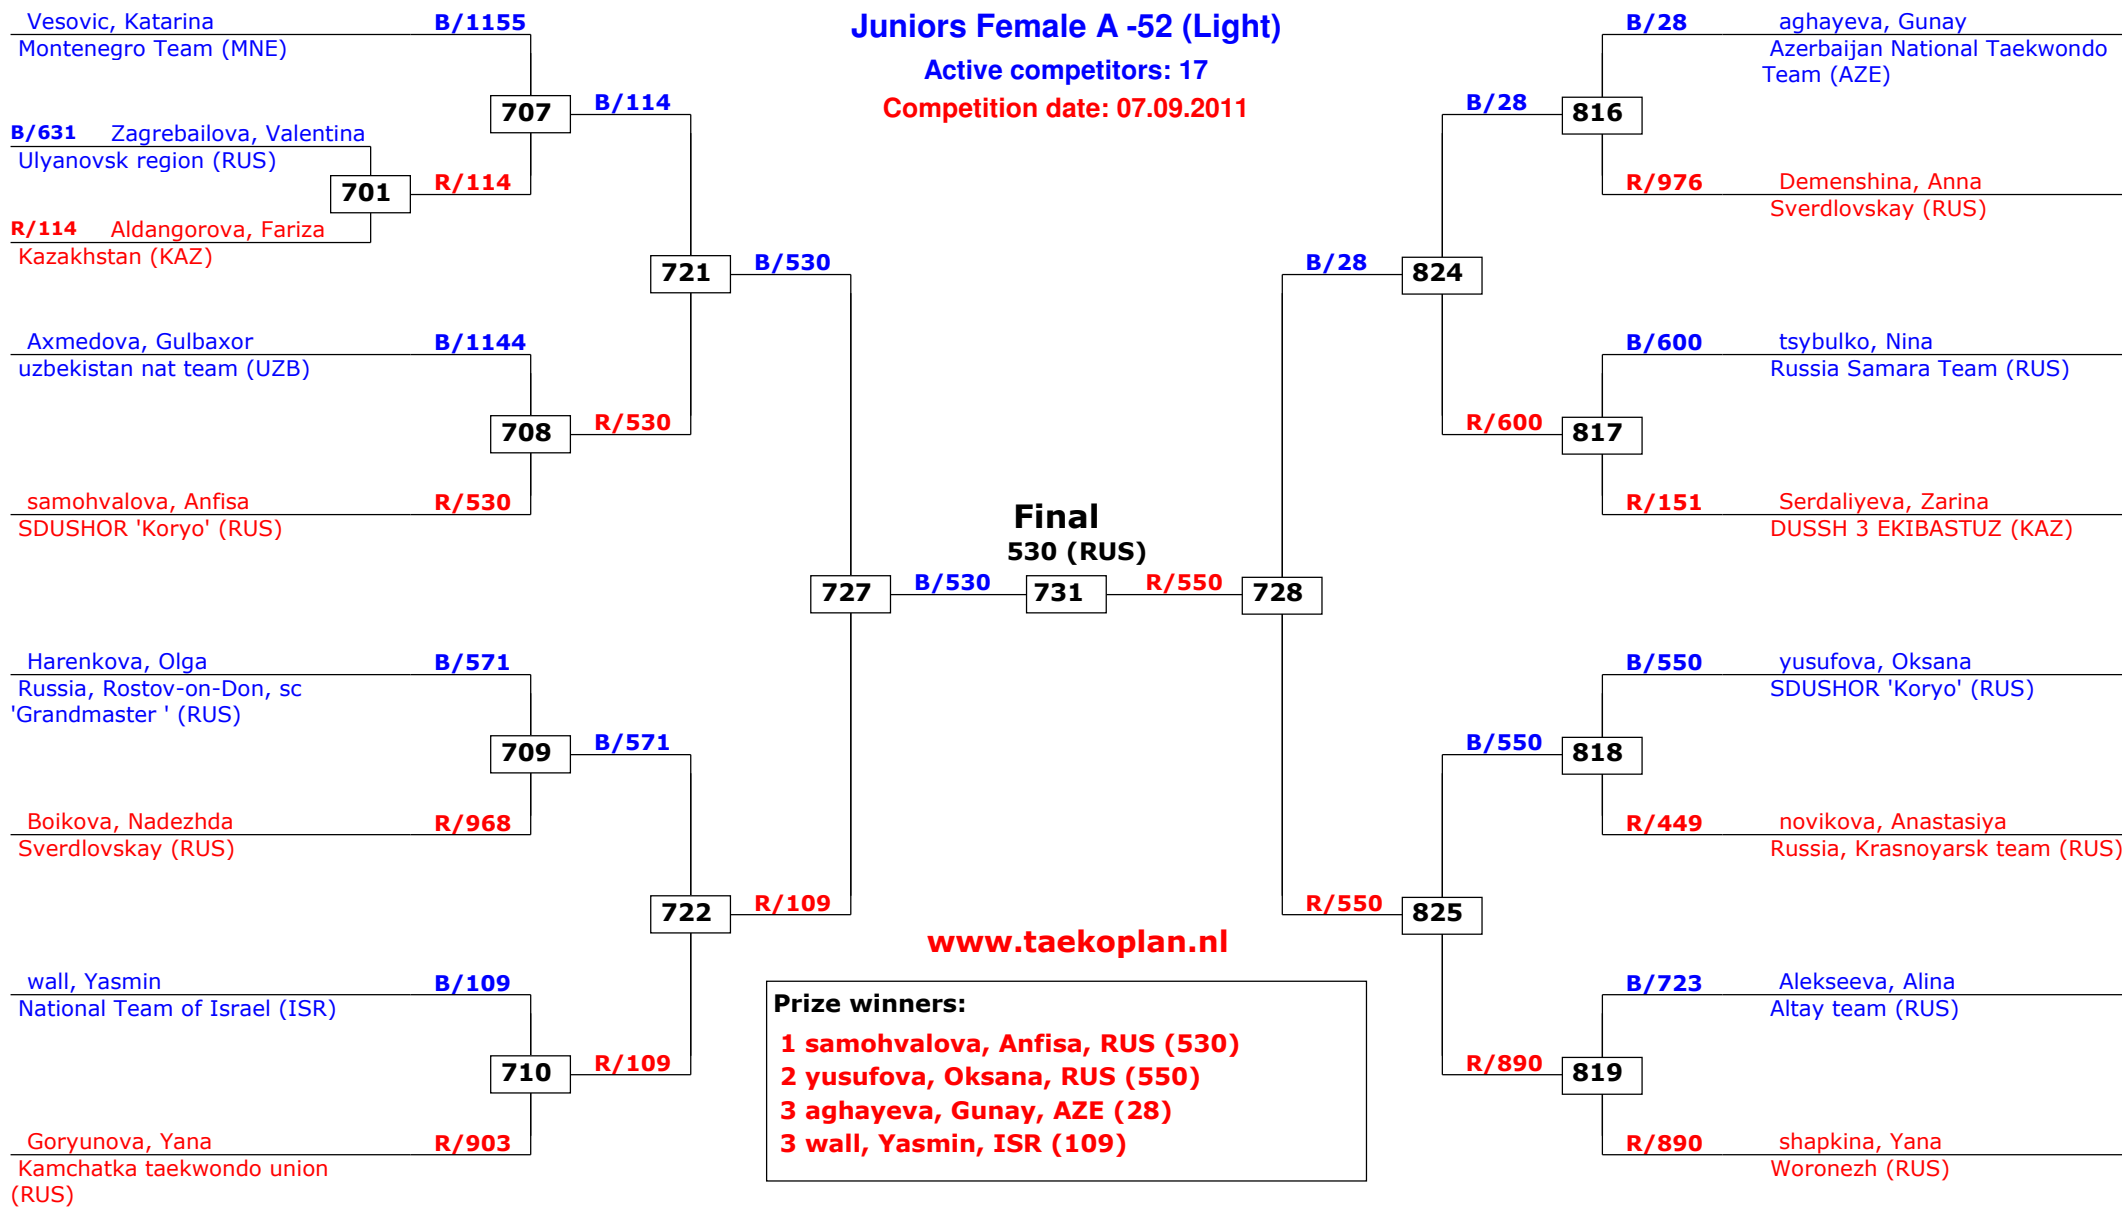 Juniors Female A -52 (Light)
Active competitors: 17
Competition date: 07.09.2011
Vesovic, Katarina B/1155
Montenegro Team (MNE)
707
B/114
B/631 Zagrebailova, Valentina
Ulyanovsk region (RUS)
701
R/114
R/114 Aldangorova, Fariza
Kazakhstan (KAZ)
721
B/530
Axmedova, Gulbaxor B/1144
uzbekistan nat team (UZB)
708
R/530
samohvalova, Anfisa R/530
SDUSHOR 'Koryo' (RUS)
727
B/530
Harenkova, Olga B/571
Russia, Rostov-on-Don, sc
'Grandmaster ' (RUS)
709
B/571
Boikova, Nadezhda R/968
Sverdlovskay (RUS)
722
R/109
wall, Yasmin B/109
National Team of Israel (ISR)
710
R/109
Goryunova, Yana R/903
Kamchatka taekwondo union
(RUS)
Final
530 (RUS)
731
R/550
728
B/28 aghayeva, Gunay
Azerbaijan National Taekwondo
Team (AZE)
B/28
816
R/976 Demenshina, Anna
Sverdlovskay (RUS)
B/28
824
B/600 tsybulko, Nina
Russia Samara Team (RUS)
R/600
817
R/151 Serdaliyeva, Zarina
DUSSH 3 EKIBASTUZ (KAZ)
B/550 yusufova, Oksana
SDUSHOR 'Koryo' (RUS)
B/550
818
R/449 novikova, Anastasiya
Russia, Krasnoyarsk team (RUS)
R/550
825
B/723 Alekseeva, Alina
Altay team (RUS)
R/890
819
R/890 shapkina, Yana
Woronezh (RUS)
www.taekoplan.nl
Prize winners:
1 samohvalova, Anfisa, RUS (530)
2 yusufova, Oksana, RUS (550)
3 aghayeva, Gunay, AZE (28)
3 wall, Yasmin, ISR (109)